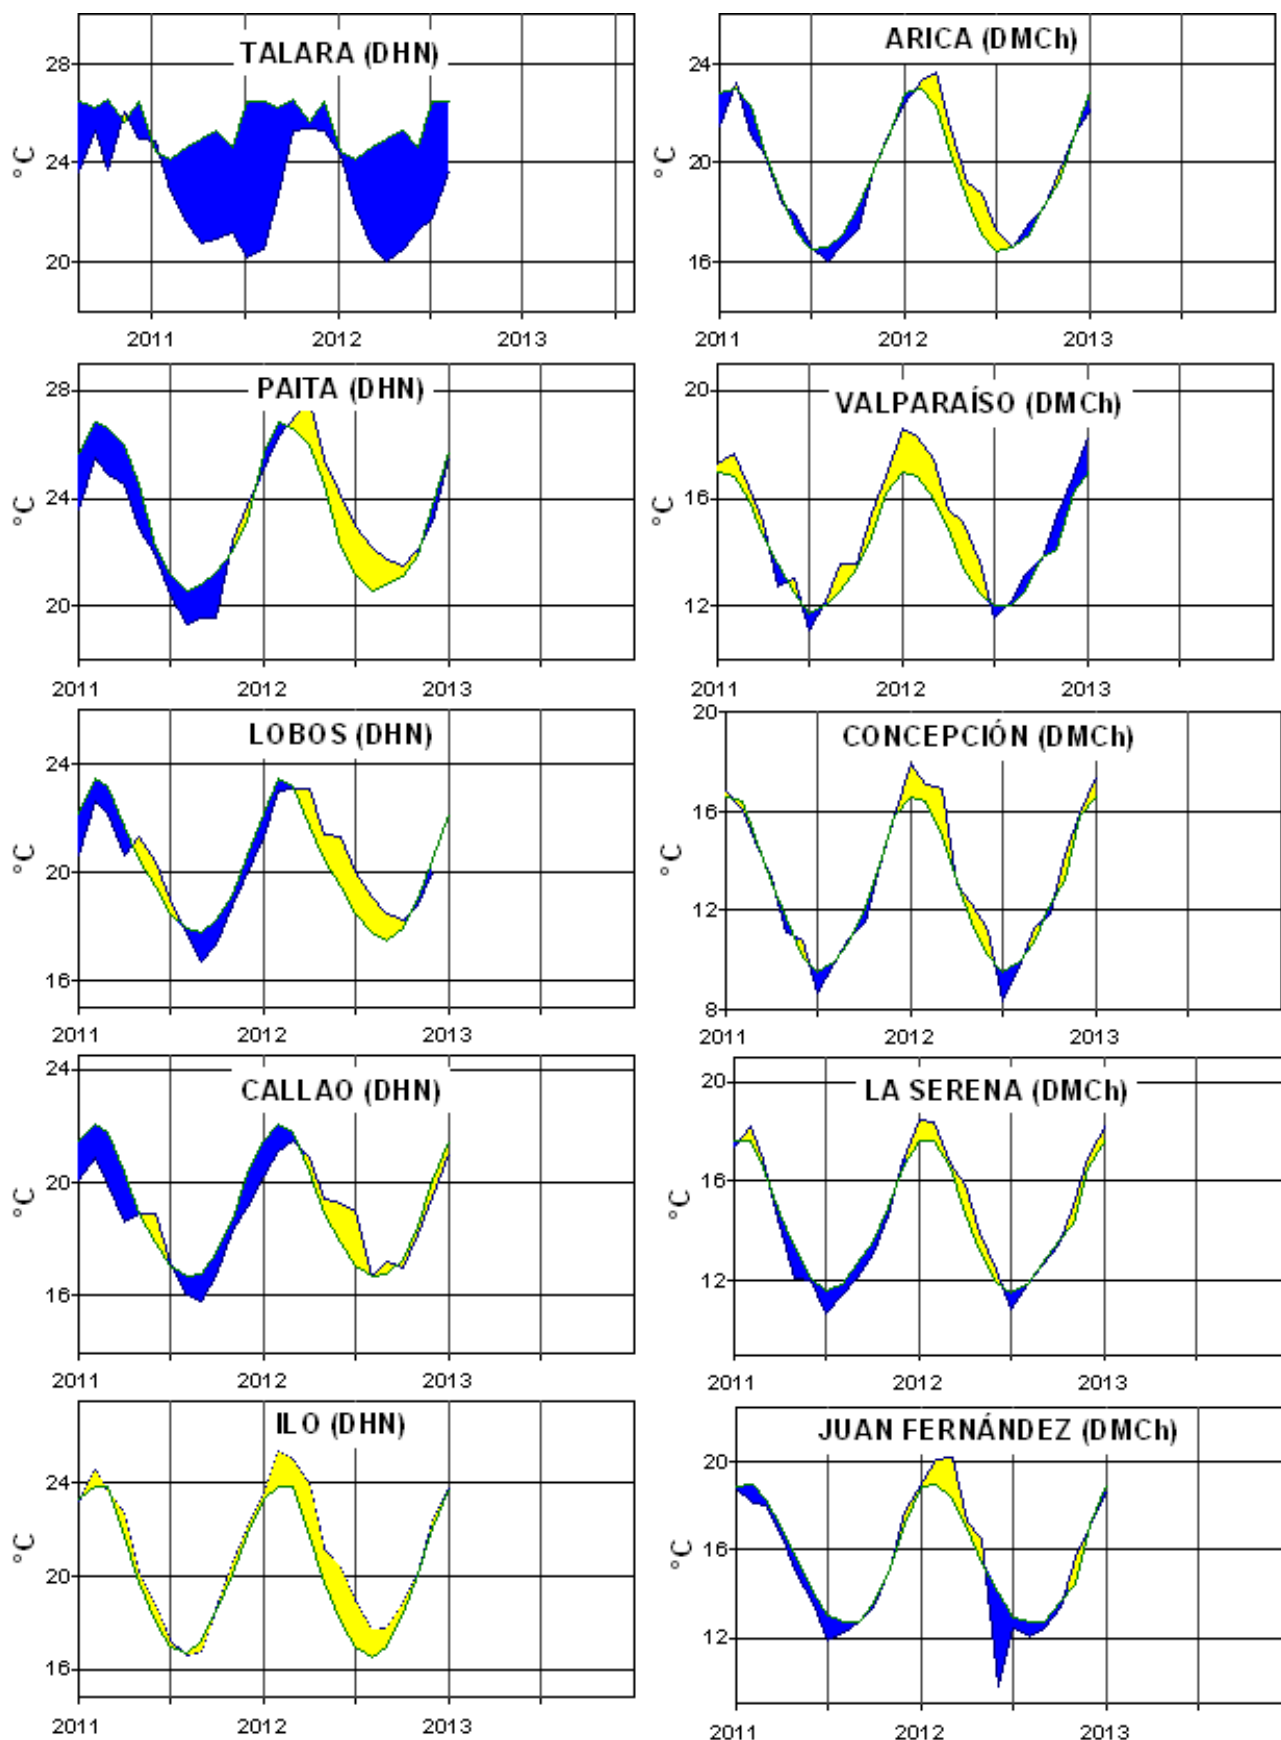 TALARA (DHN)
°C
28
24
20
2011 2012 2013
ARICA (DMCh)
°C
24
20
16
2011 2012 2013
PAITA (DHN)
°C
28
24
20
2011 2012 2013
VALPARAÍSO (DMCh)
°C
20
16
12
2011 2012 2013
LOBOS (DHN)
°C
24
20
16
2011 2012 2013
CONCEPCIÓN (DMCh)
°C
20
16
12
8
2011 2012 2013
CALLAO (DHN)
°C
24
20
16
2011 2012 2013
LA SERENA (DMCh)
°C
20
16
12
2011 2012 2013
ILO (DHN)
°C
24
20
16
2011 2012 2013
JUAN FERNÁNDEZ (DMCh)
°C
20
16
12
2011 2012 2013